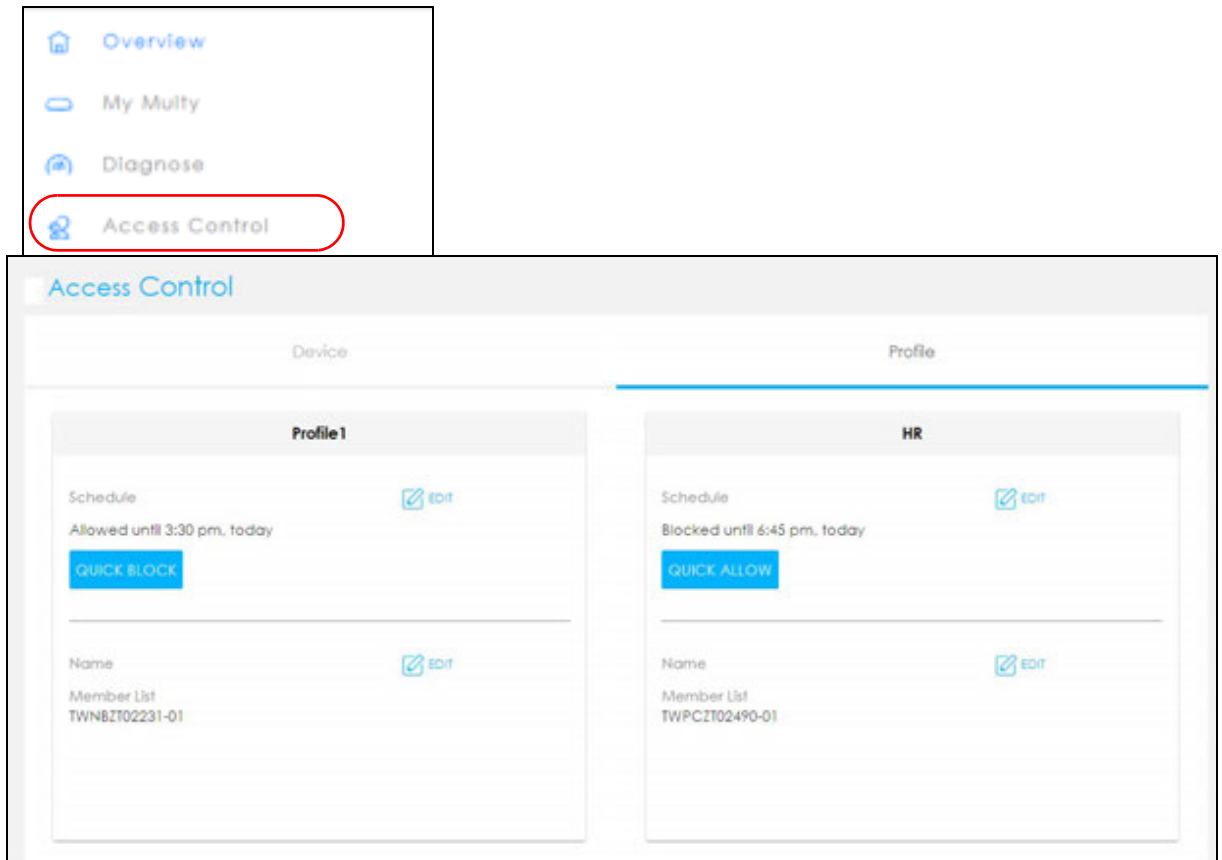 Overview
My Multy
Diagnose
Access Control
Access Control
Device
Profile
Profile1
Schedule
EDIT
Allowed until 3:30 pm, today
QUICK BLOCK
Name
EDIT
Member List
TWNBZT02231-01
HR
Schedule
EDIT
Blocked until 6:45 pm, today
QUICK ALLOW
Name
EDIT
Member List
TWPCZT02490-01